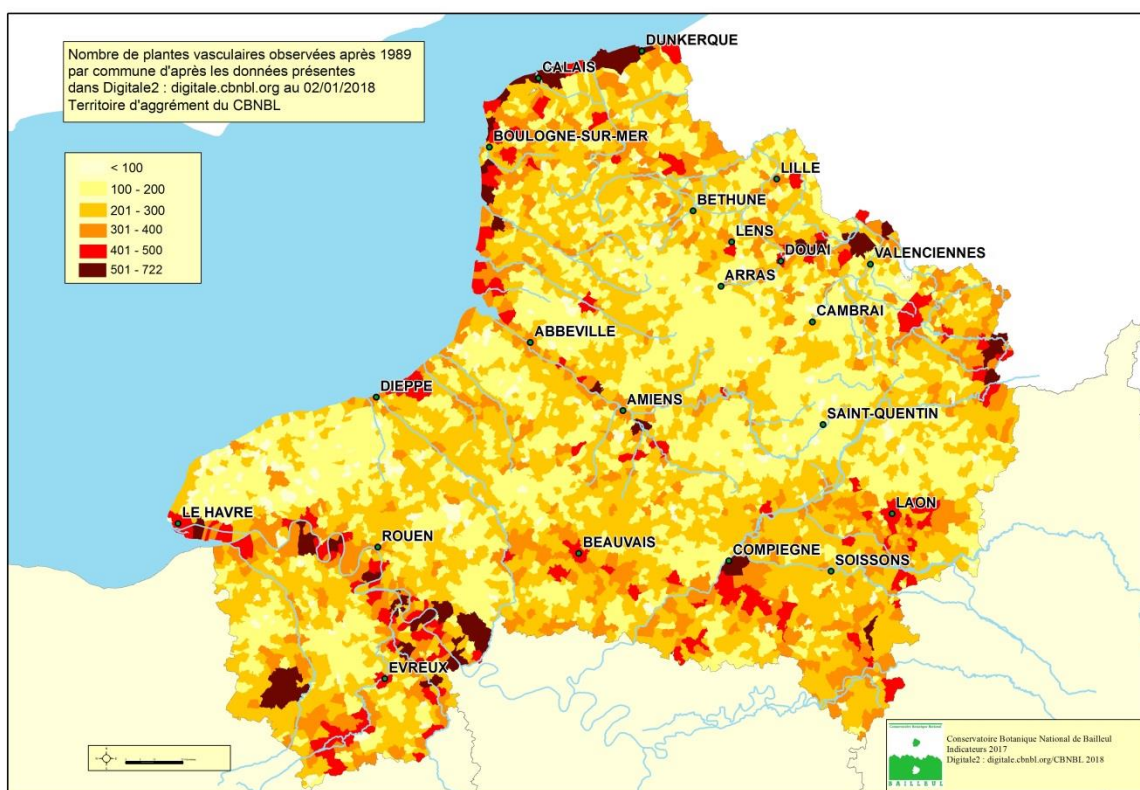 Nombre de plantes vasculaires observées après 1989
par commune d'après les données présentes
dans Digitale2 : digitale.cbnbl.org au 02/01/2018
Territoire d'aggrément du CBNBL
< 100
100 - 200
201 - 300
301 - 400
401 - 500
501 - 722
DUNKERQUE
CALAIS
BOULOGNE-SUR-MER
LILLE
BETHUNE
LENS
DOUAI
VALENCIENNES
ARRAS
CAMBRAI
ABBEVILLE
DIEPPE
AMIENS
SAINT-QUENTIN
LE HAVRE
LAON
ROUEN
BEAUVAIS
COMPIEGNE
SOISSONS
EVREUX
Conservatoire Botanique National de Bailleul
Indicateurs 2017
Digitale2 : digitale.cbnbl.org/CBNBL 2018
BAILLEUL